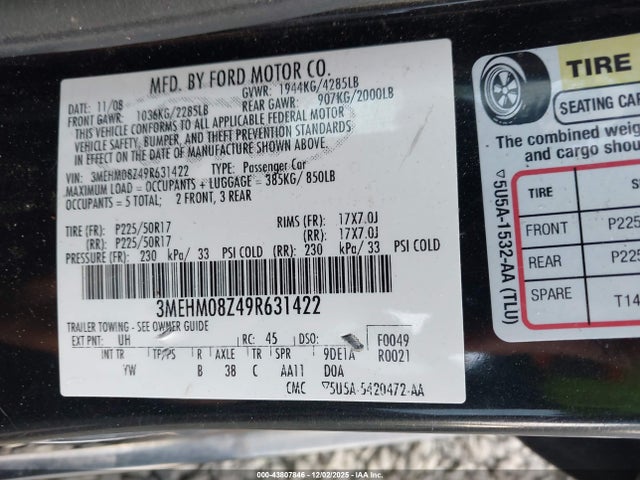 MFD. BY FORD MOTOR CO.
DATE: 11/08 GVWR: 1944KG/4285LB
FRONT GAWR: 1036KG/2285LB REAR GAWR: 907KG/2000LB
THIS VEHICLE CONFORMS TO ALL APPLICABLE FEDERAL MOTOR
VEHICLE SAFETY, BUMPER, AND THEFT PREVENTION STANDARDS
IN EFFECT ON THE DATE OF MANUFACTURE SHOWN ABOVE.
VIN: 3MEHM08Z49R631422 TYPE: Passenger Car
MAXIMUM LOAD = OCCUPANTS + LUGGAGE = 385KG/850LB
OCCUPANTS = 5 TOTAL: 2 FRONT, 3 REAR
TIRE (FR): P225/50R17 RIMS (FR): 17X7.0J
(RR): P225/50R17 (RR): 17X7.0J
PRESSURE (FR): 230 kPa/ 33 PSI COLD (RR): 230 kPa/ 33 PSI COLD
3MEHM08Z49R631422
TRAILER TOWING - SEE OWNER GUIDE
EXT PNT: UH RC: 45 DSO: F0049
INT TR TP/PS R AXLE TR SPR 9DE1A R0021
YW B 38 C AA11 D0A
CMC ▽5U5A-5420472-AA
▽5U5A-1532-AA (TLU)
TIRE
SEATING CAP
The combined weight
and cargo should
TIRE S
FRONT P225
REAR P225
SPARE T14
000-43807846 - 12/02/2025 - IAA Corp.